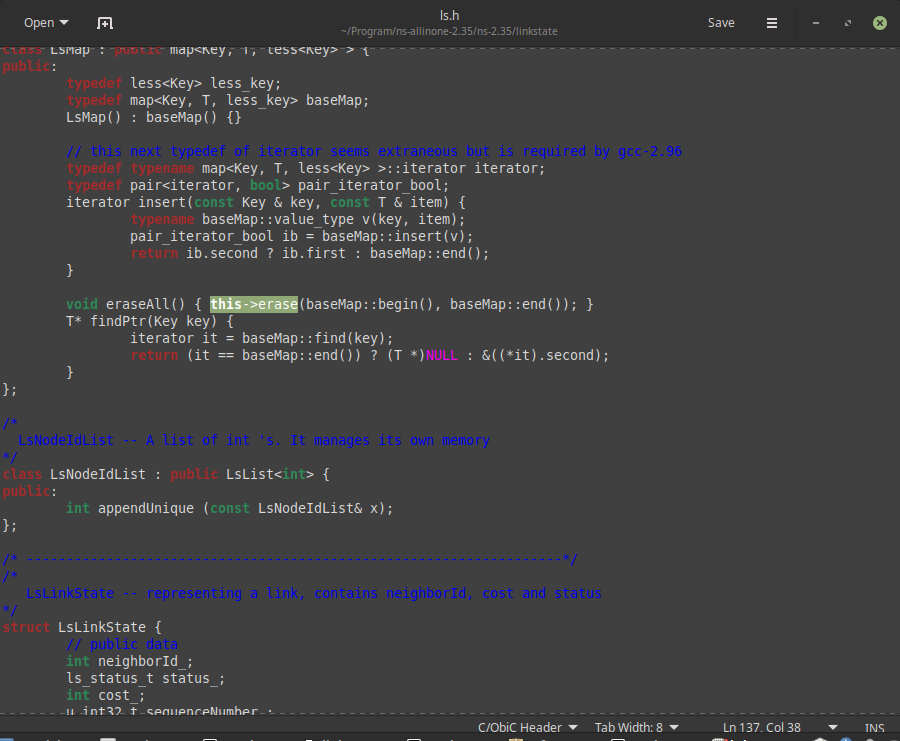 Open
ls.h
~/Program/ns-allinone-2.35/ns-2.35/linkstate
Save
class LsMap : public map<Key, T, less<Key> > {
public:
typedef less<Key> less_key;
typedef map<Key, T, less_key> baseMap;
LsMap() : baseMap() {}
// this next typedef of iterator seems extraneous but is required by gcc-2.96
typedef typename map<Key, T, less<Key> >::iterator iterator;
typedef pair<iterator, bool> pair_iterator_bool;
iterator insert(const Key & key, const T & item) {
typename baseMap::value_type v(key, item);
pair_iterator_bool ib = baseMap::insert(v);
return ib.second ? ib.first : baseMap::end();
}
void eraseAll() { this->erase(baseMap::begin(), baseMap::end()); }
T* findPtr(Key key) {
iterator it = baseMap::find(key);
return (it == baseMap::end()) ? (T *)NULL : &((*it).second);
}
};
/*
LsNodeIdList -- A list of int 's. It manages its own memory
*/
class LsNodeIdList : public LsList<int> {
public:
int appendUnique (const LsNodeIdList& x);
};
/* -------------------------------------------------------------------*/
/*
LsLinkState -- representing a link, contains neighborId, cost and status
*/
struct LsLinkState {
// public data
int neighborId_;
ls_status_t status_;
int cost_;
u_int32_t sequenceNumber_;
C/ObjC Header
Tab Width: 8
Ln 137, Col 38
INS